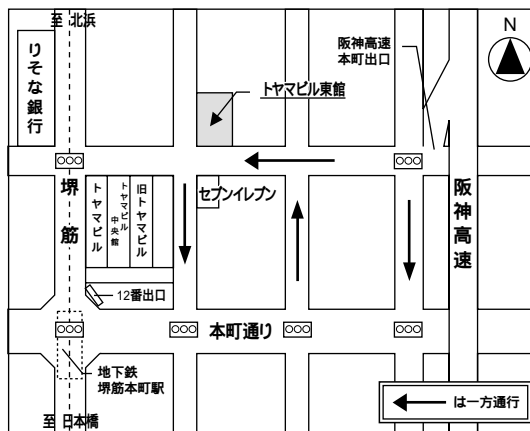 至 北浜
りそな銀行
阪神高速
本町出口
N
トヤマビル東館
堺筋
トヤマビル
トヤマビル
中央館
旧トヤマビル
セブンイレブン
阪神高速
12番出口
本町通り
地下鉄
堺筋本町駅
至 日本橋
は一方通行